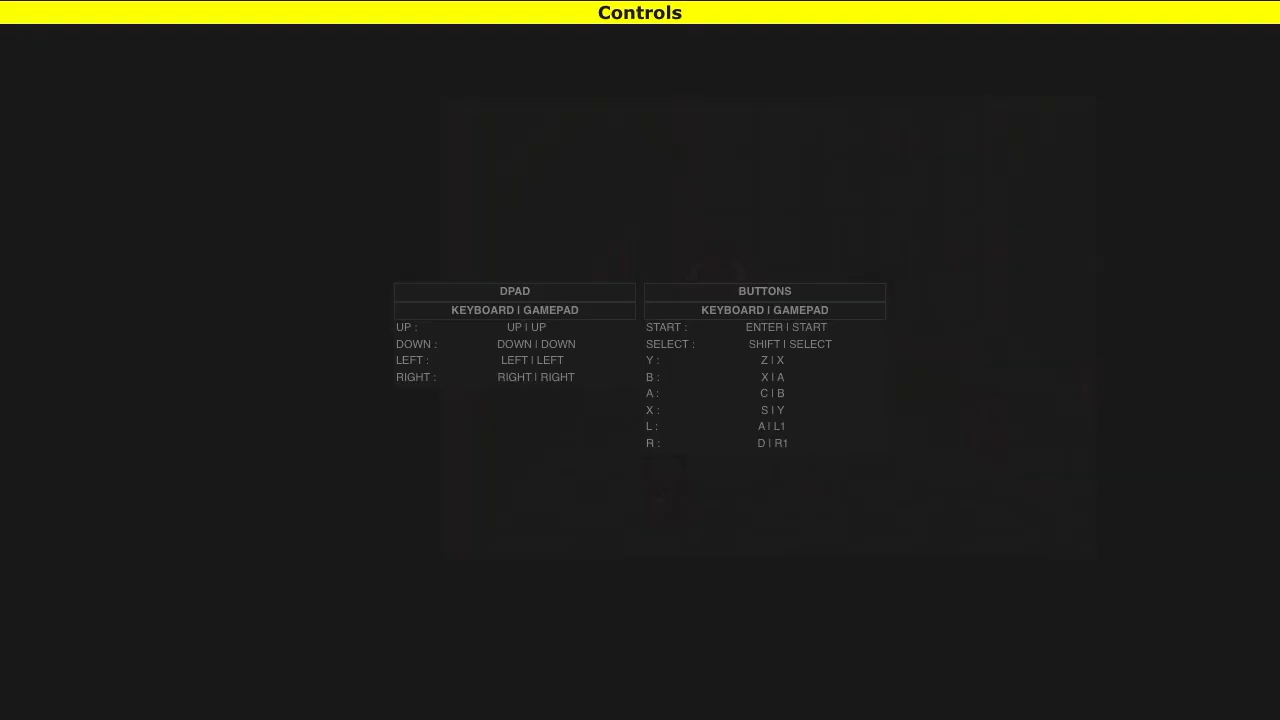 Controls
DPAD
KEYBOARD | GAMEPAD
UP : UP | UP
DOWN : DOWN | DOWN
LEFT : LEFT | LEFT
RIGHT : RIGHT | RIGHT
BUTTONS
KEYBOARD | GAMEPAD
START : ENTER | START
SELECT : SHIFT | SELECT
Y : Z | X
B : X | A
A : C | B
X : S | Y
L : A | L1
R : D | R1